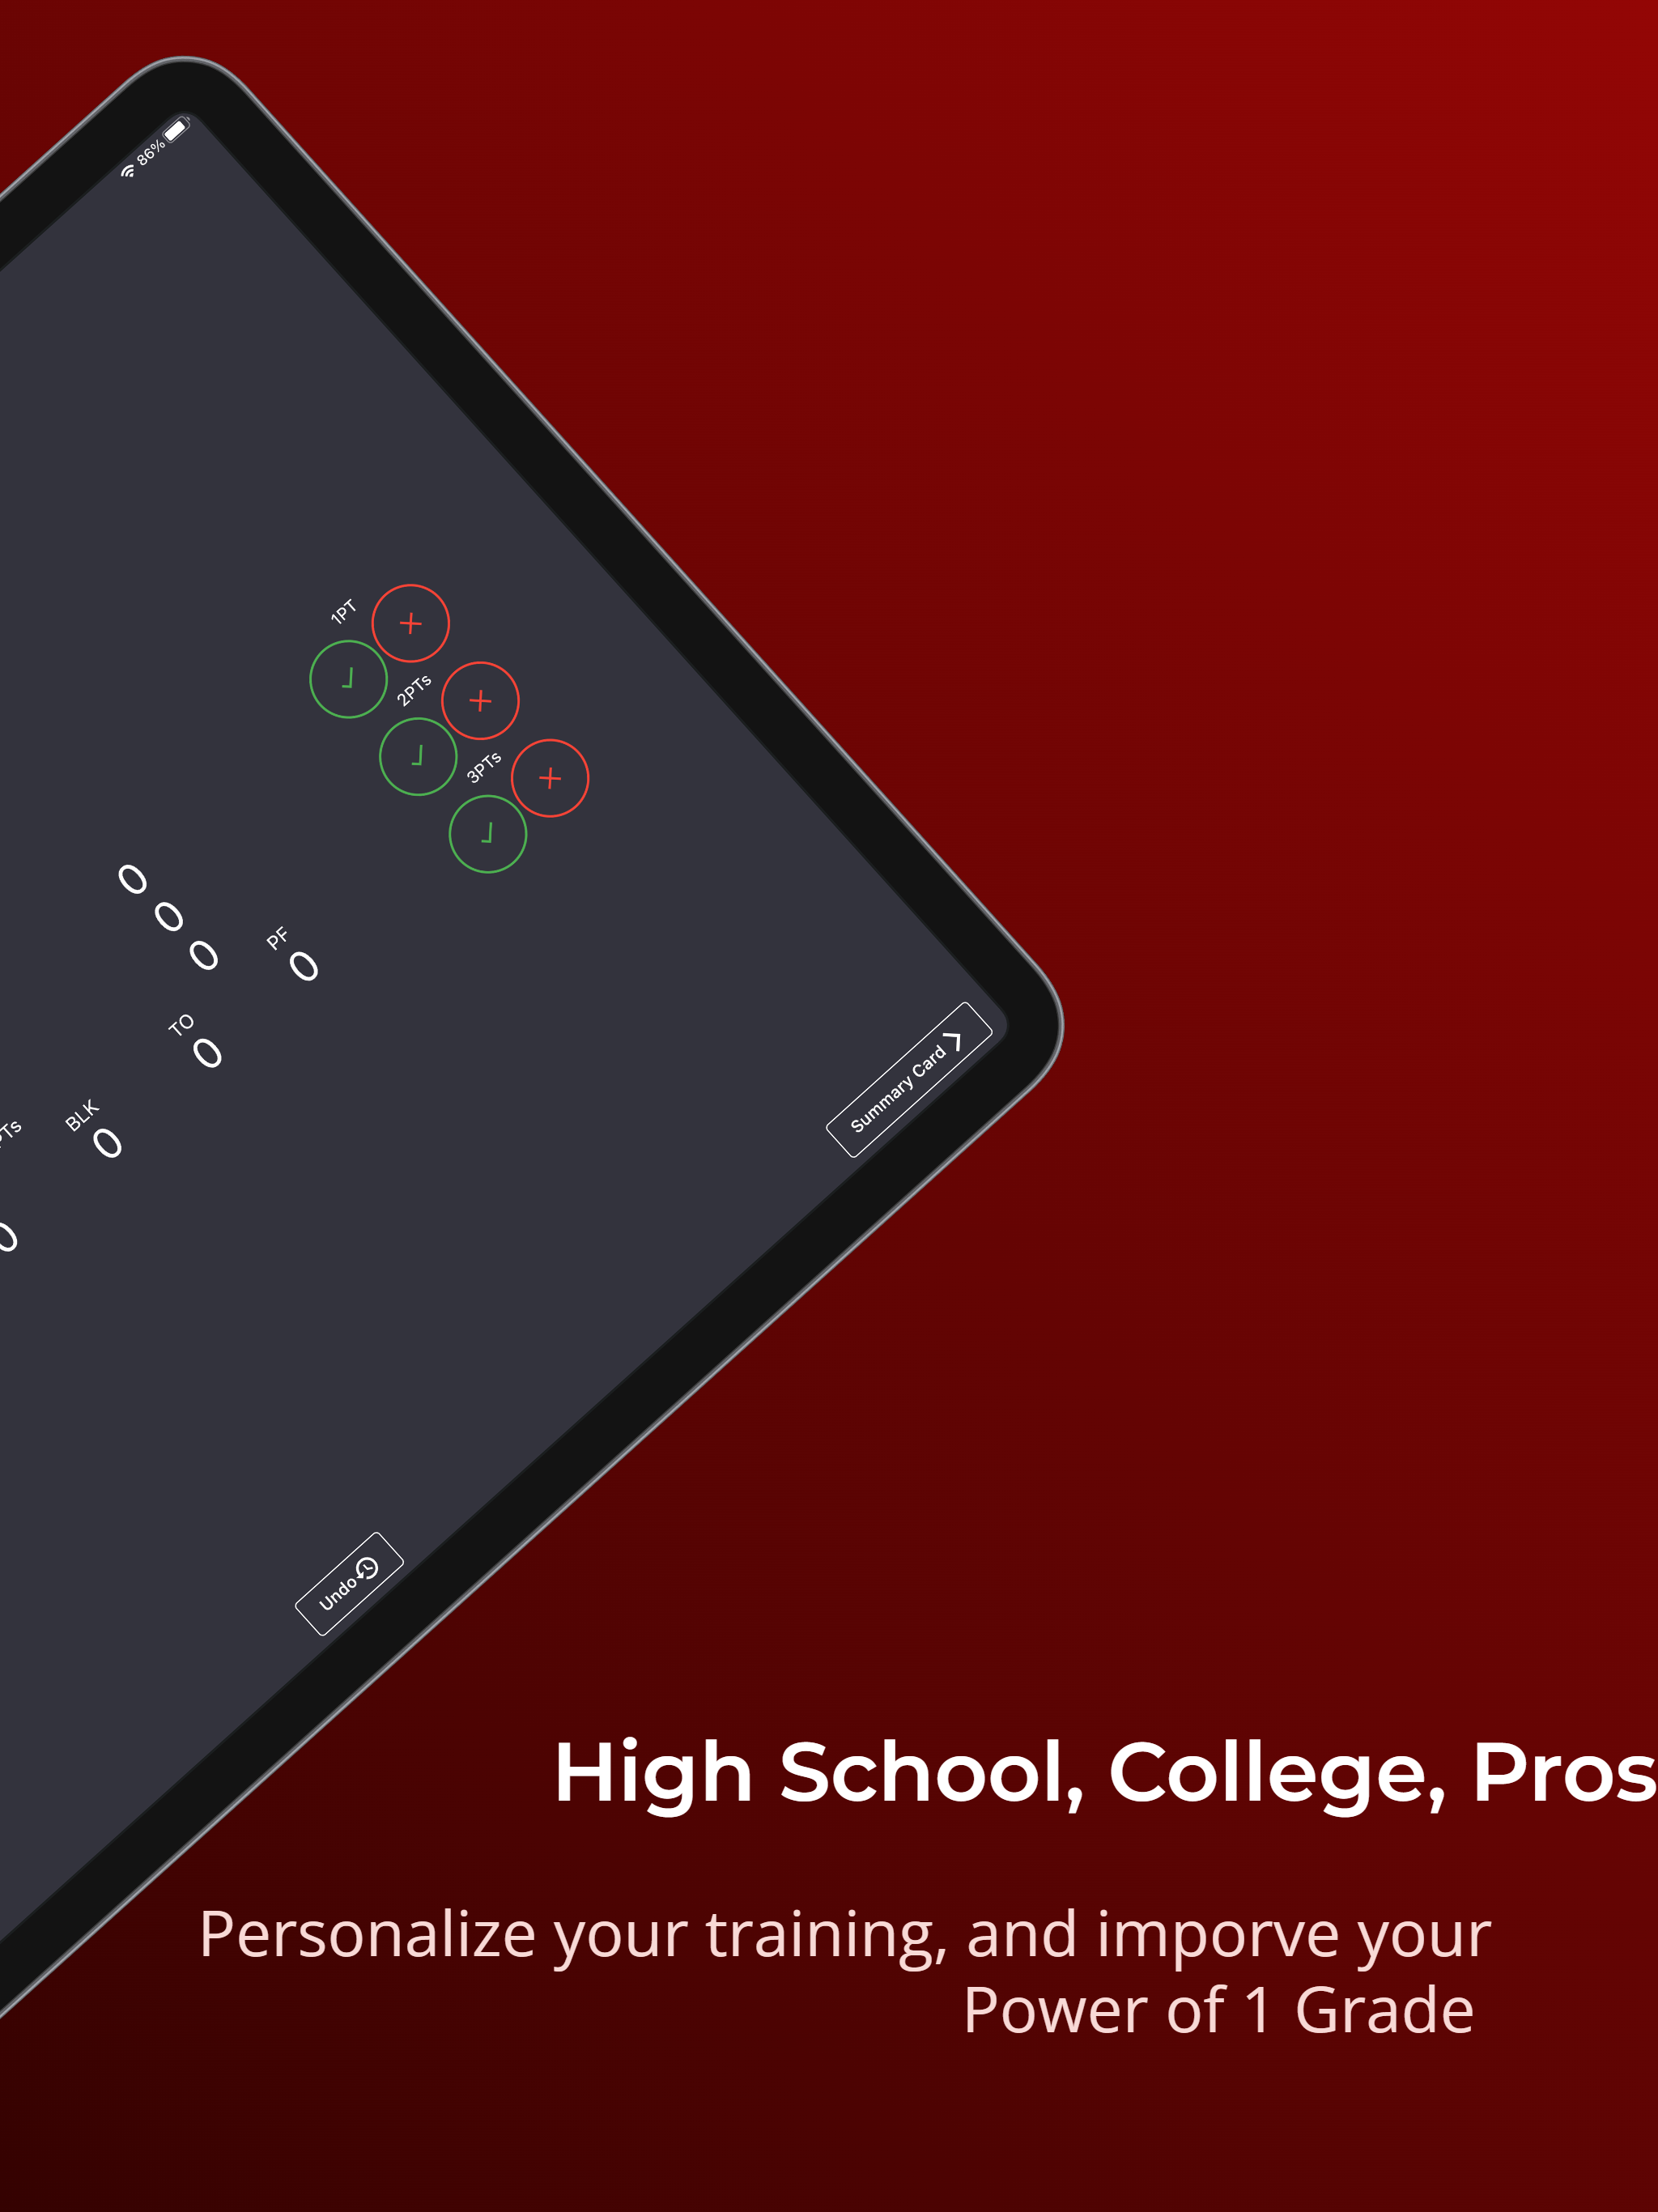 86%
1PT
2PTs
3PTs
0
0
0
PF
0
TO
0
BLK
0
PTs
0
Summary Card
Undo
High School, College, Pros
Personalize your training, and imporve your
Power of 1 Grade